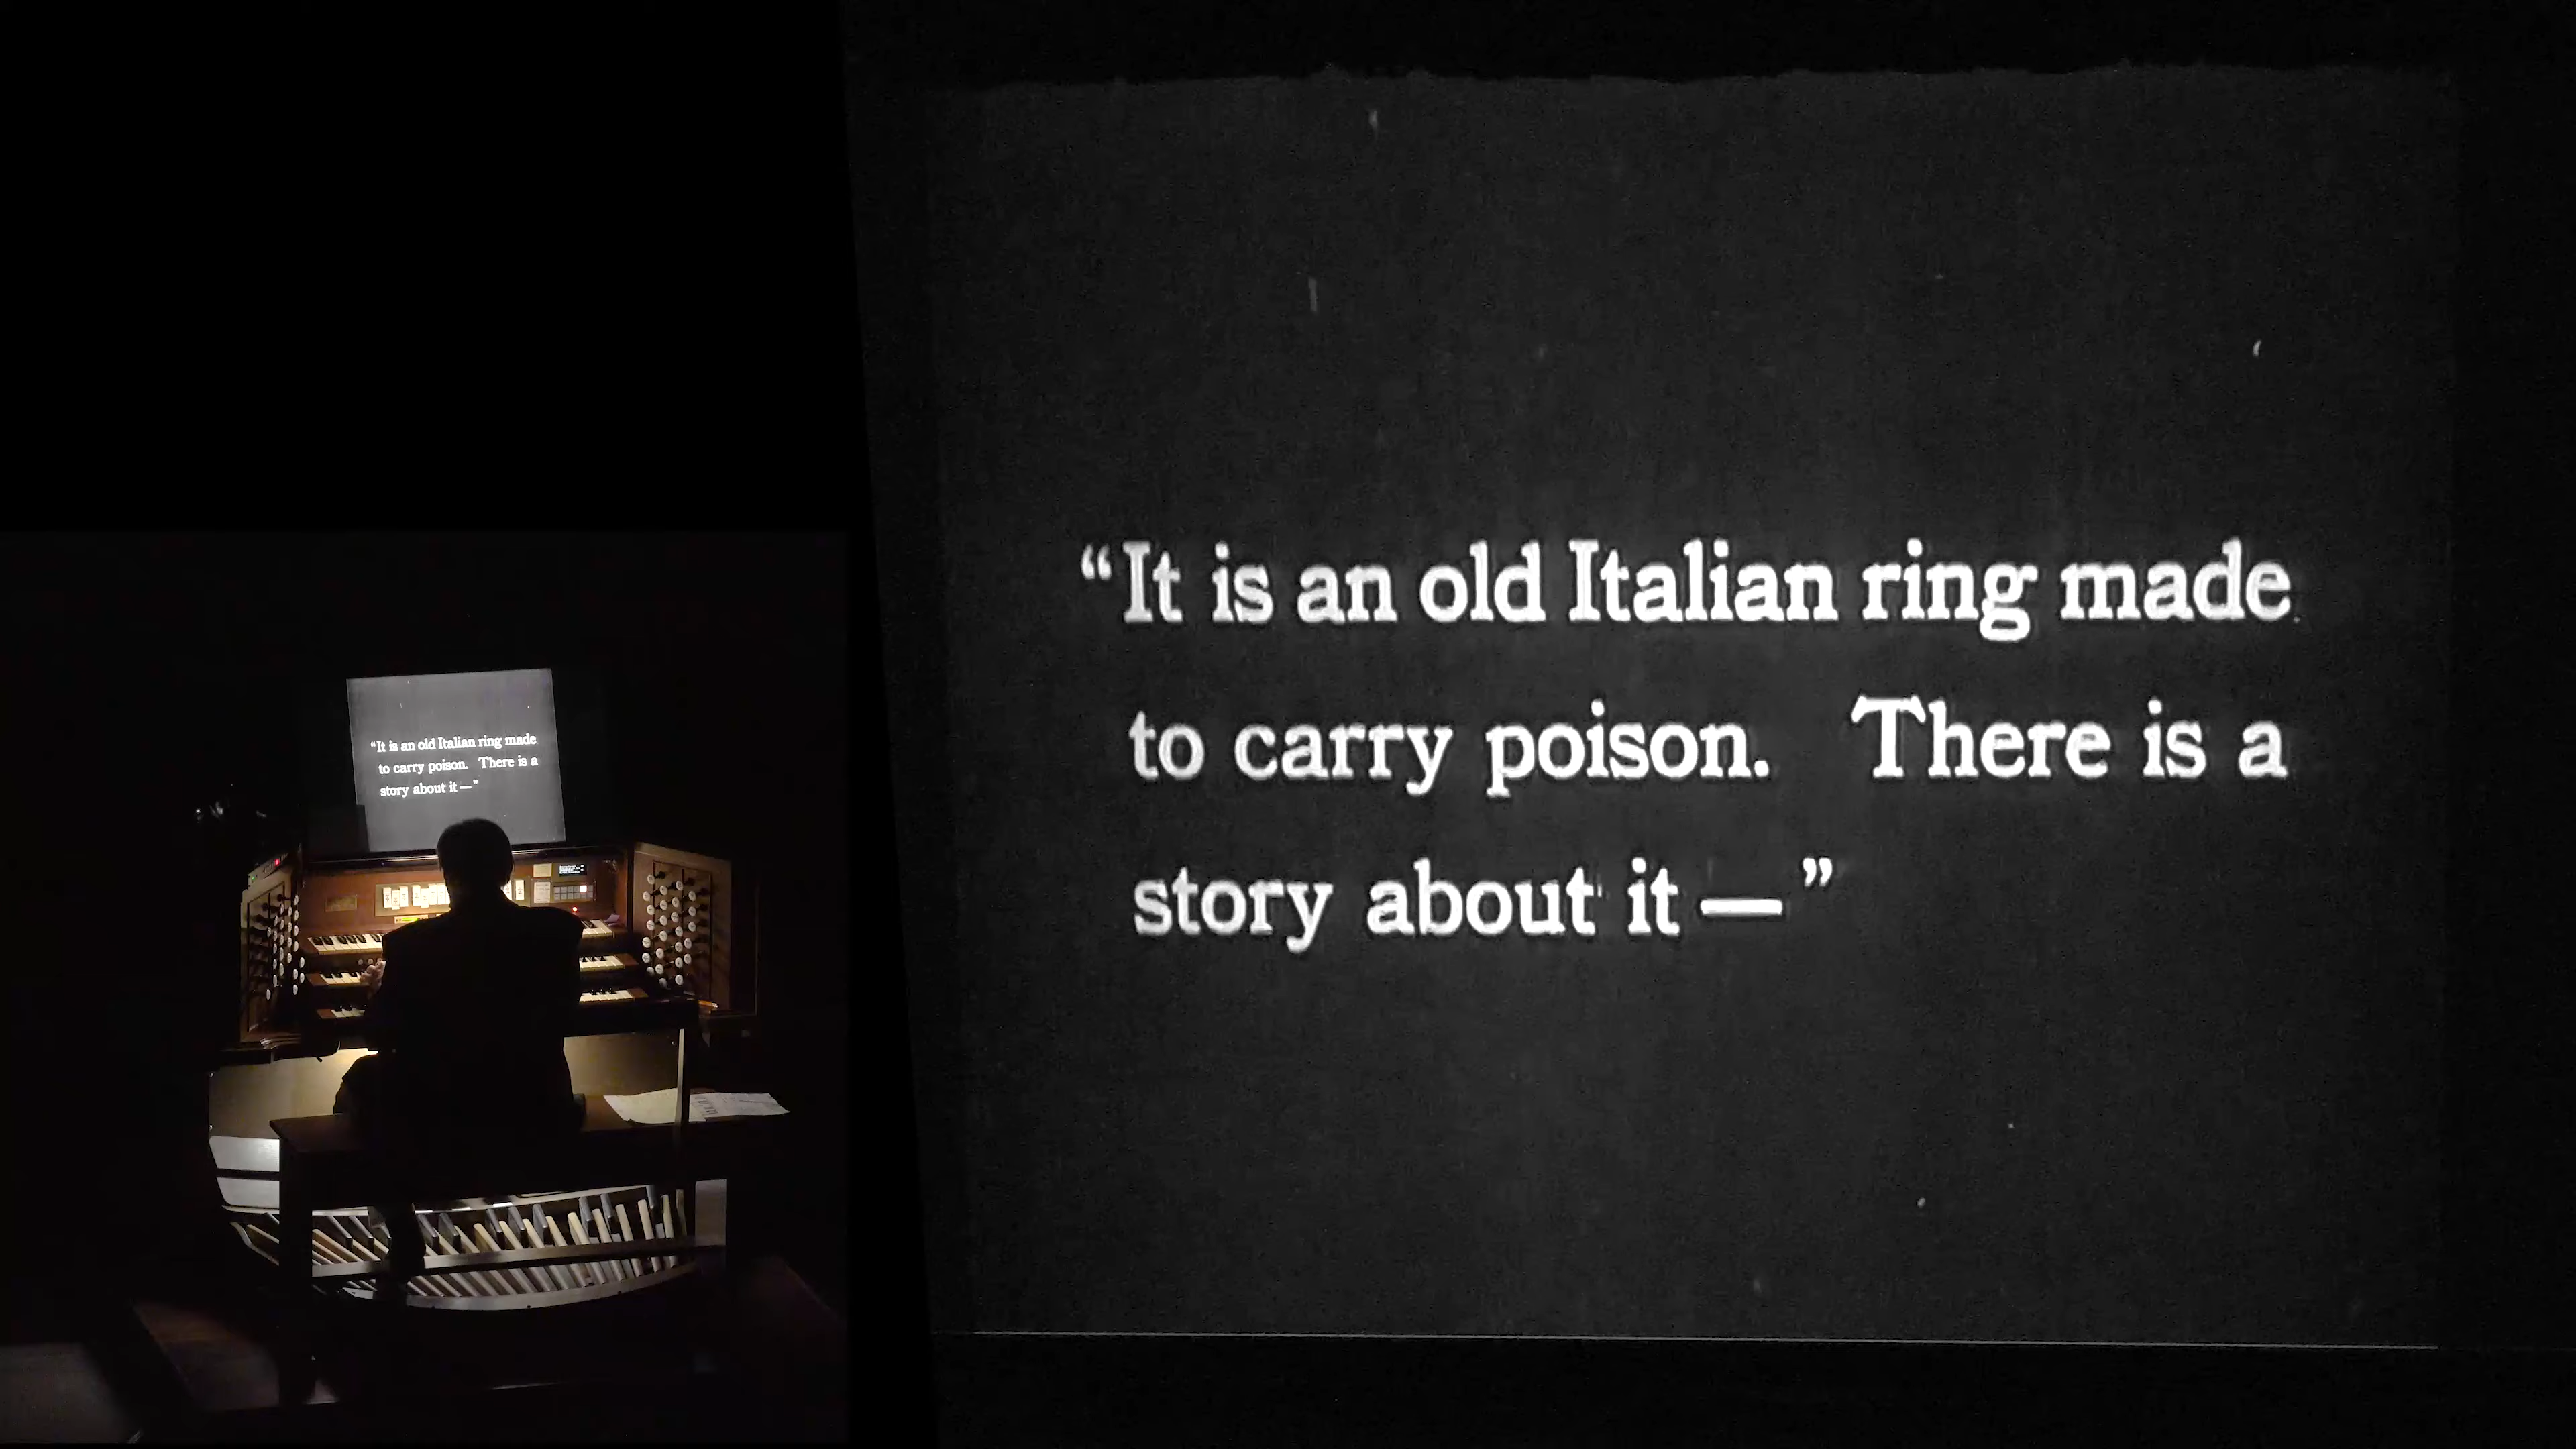 "It is an old Italian ring made
to carry poison. There is a
story about it—"
"It is an old Italian ring made
to carry poison. There is a
story about it—"